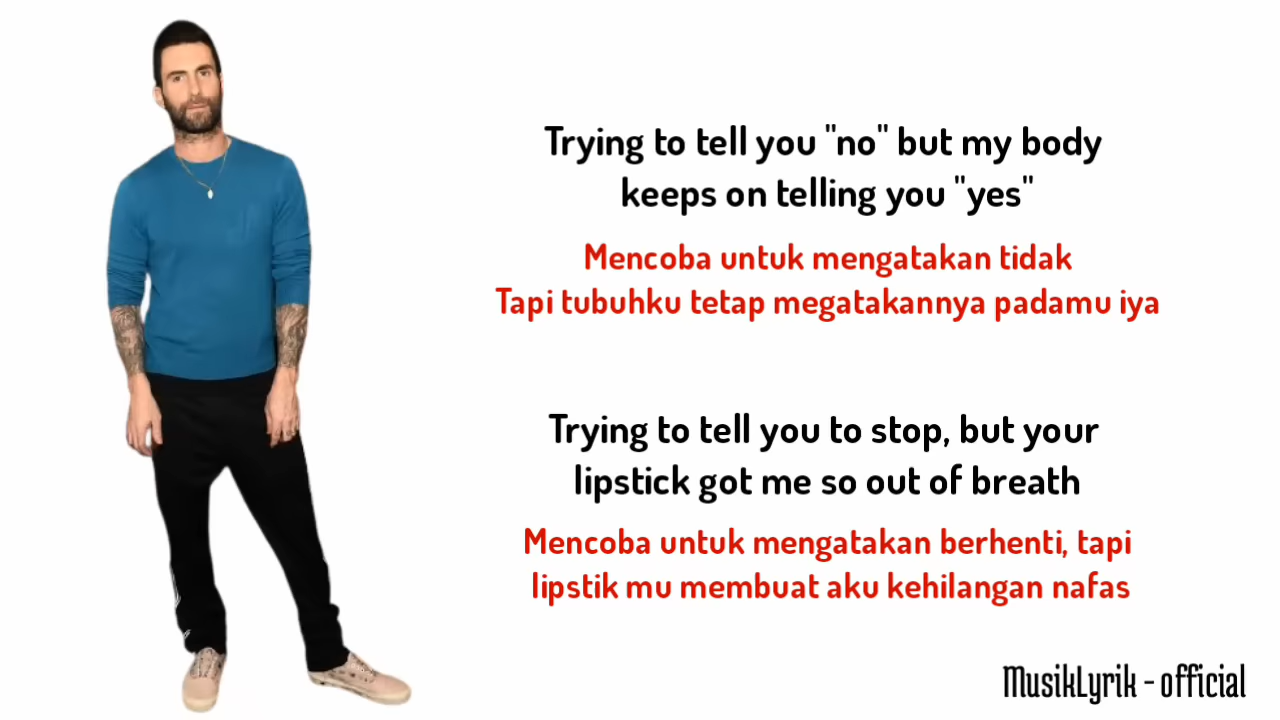 Trying to tell you "no" but my body
keeps on telling you "yes"
Mencoba untuk mengatakan tidak
Tapi tubuhku tetap megatakannya padamu iya
Trying to tell you to stop, but your
lipstick got me so out of breath
Mencoba untuk mengatakan berhenti, tapi
lipstik mu membuat aku kehilangan nafas
MusikLyrik - official